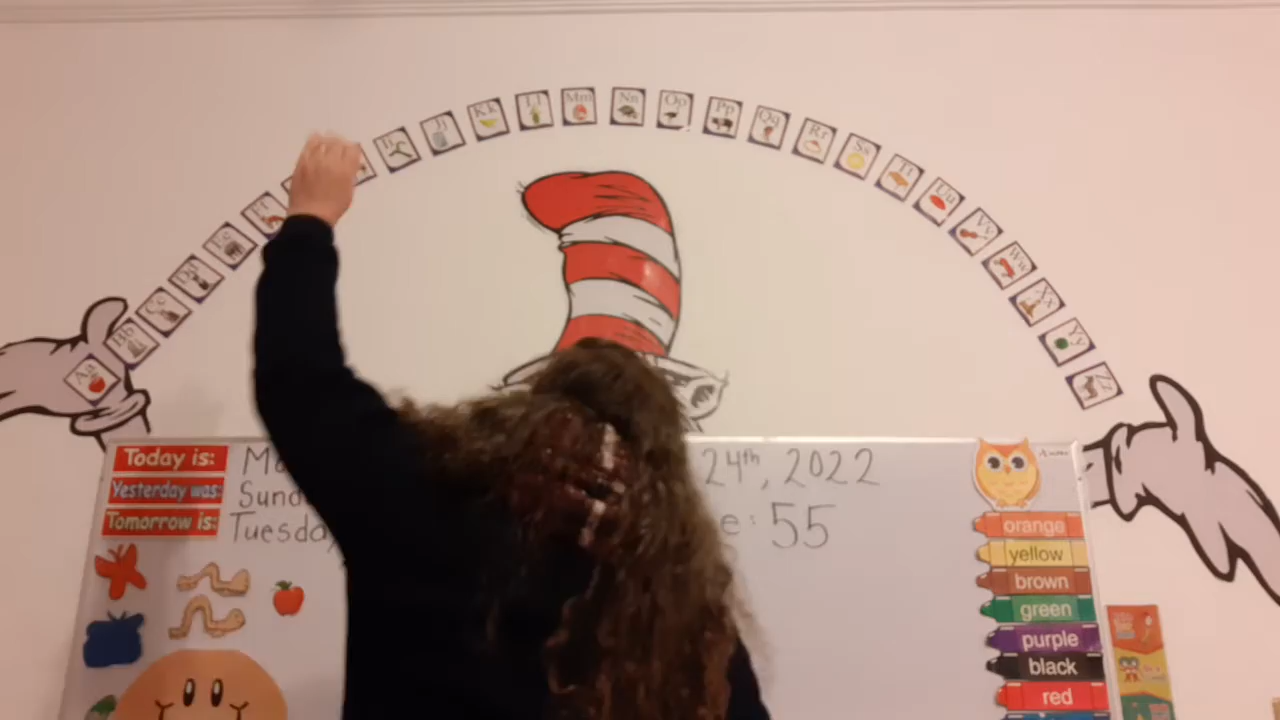 Aa
Bb
Cc
Dd
Ee
Ff
Ii
Jj
Kk
Ll
Mm
Nn
Oo
Pp
Qq
Rr
Ss
Tt
Uu
Vv
Ww
Xx
Yy
Zz
Today is:
24th, 2022
Yesterday was:
Sund
Tomorrow is:
Tuesday
e: 55
orange
yellow
brown
green
purple
black
red